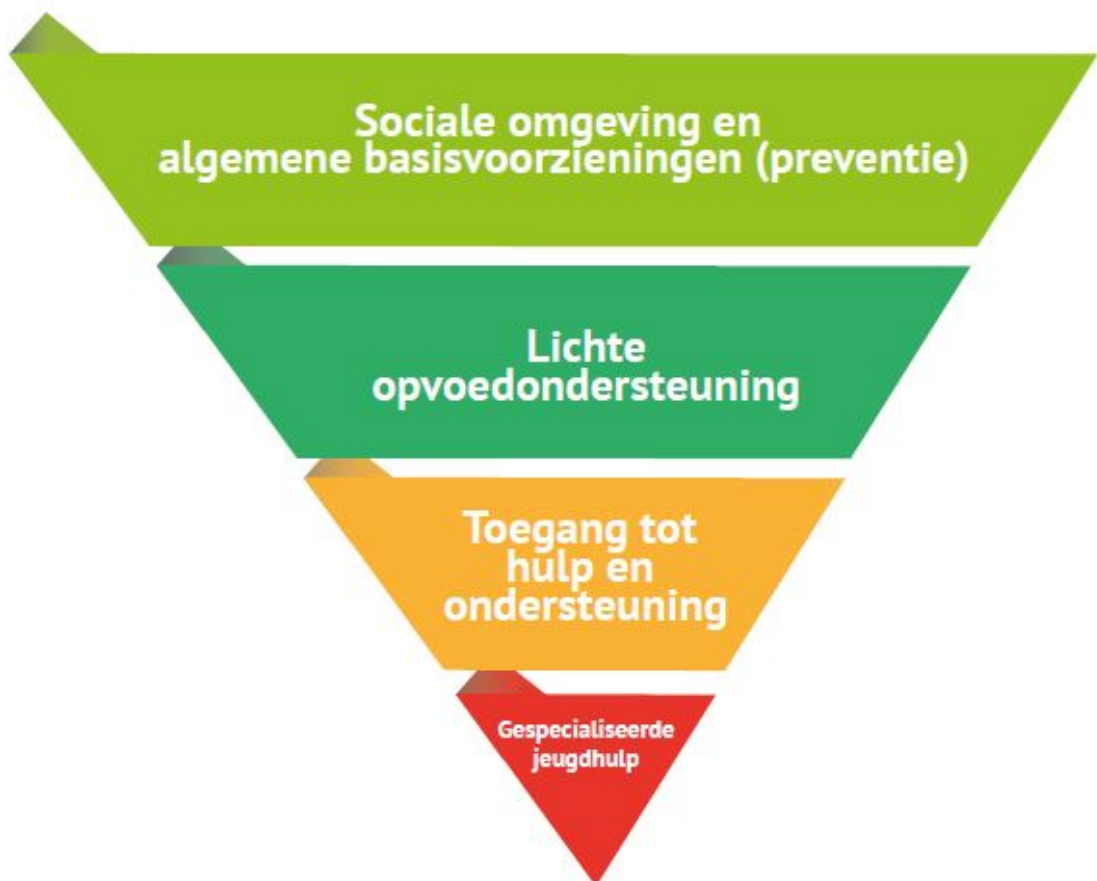 Sociale omgeving en
algemene basisvoorzieningen (preventie)
Lichte
opvoedondersteuning
Toegang tot
hulp en
ondersteuning
Gespecialiseerde
jeugdhulp